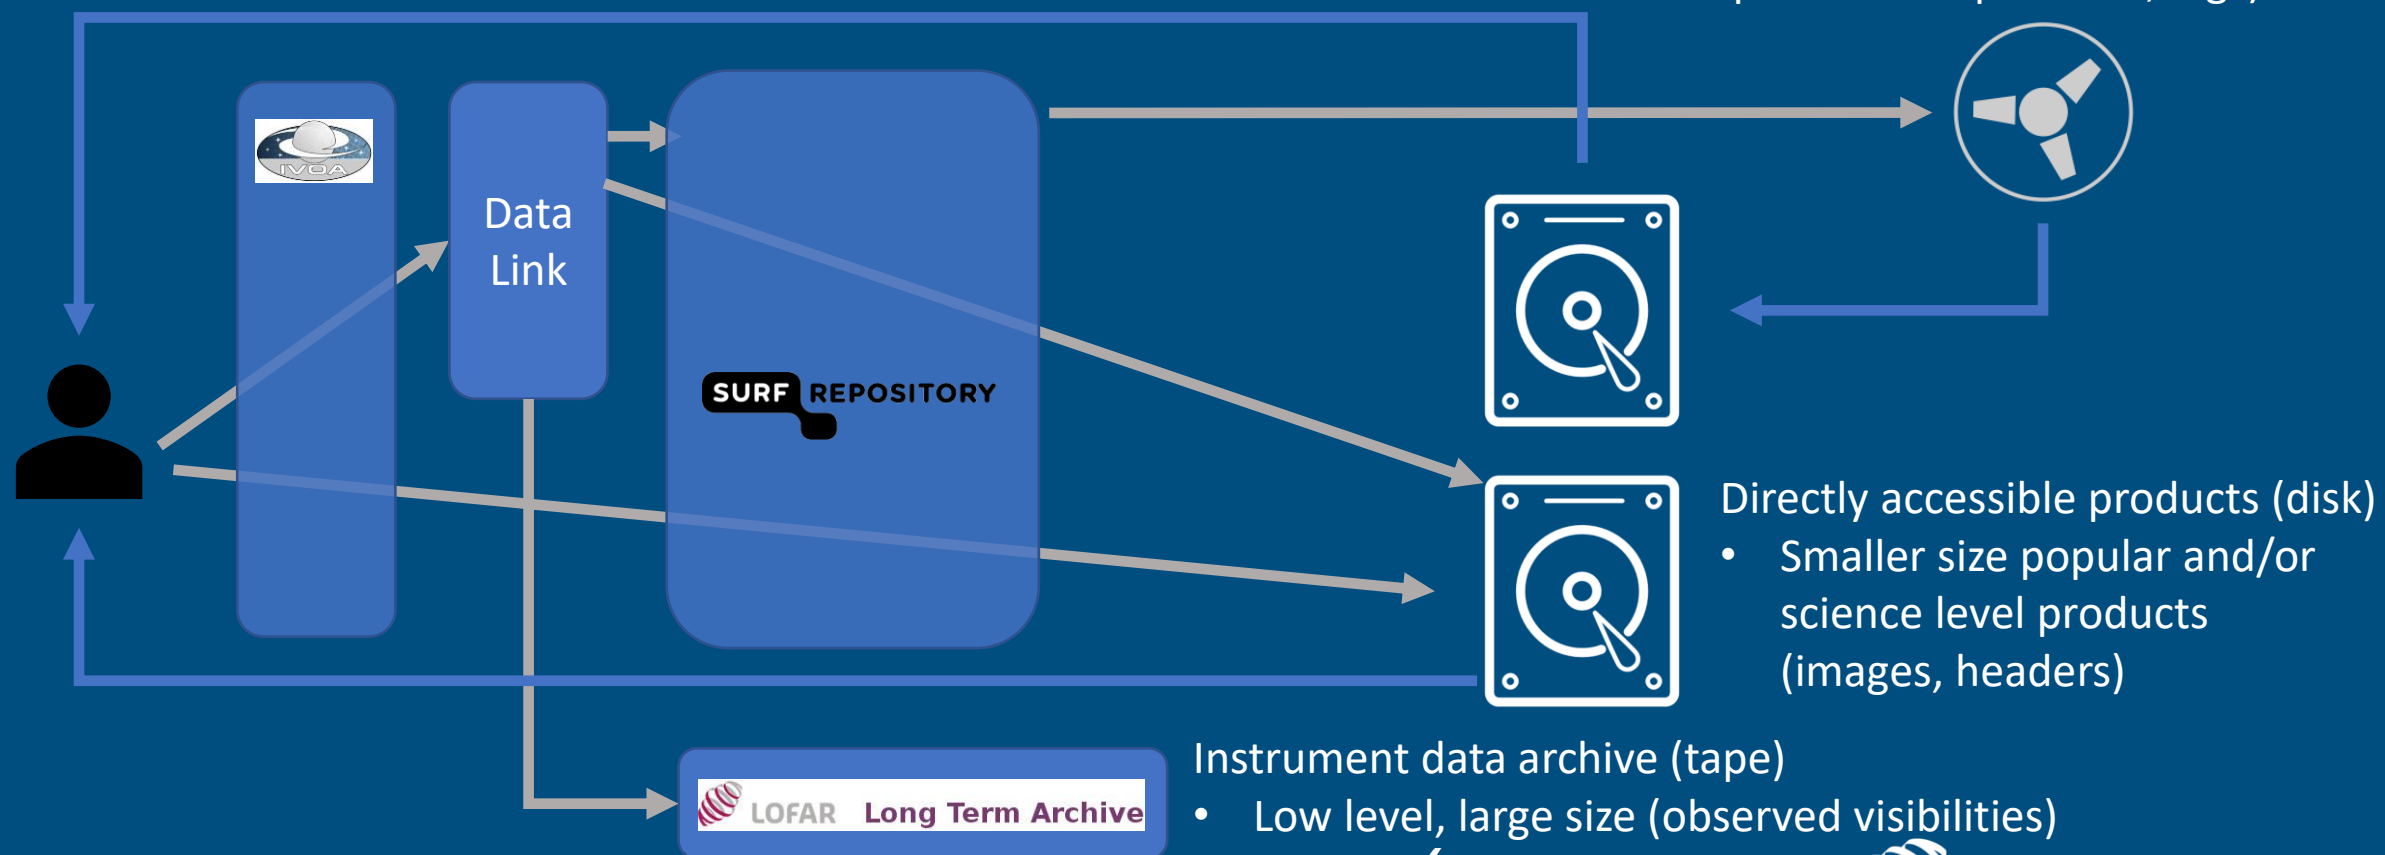 IVOA
Data
Link
SURF REPOSITORY
Directly accessible products (disk)
• Smaller size popular and/or
science level products
(images, headers)
Instrument data archive (tape)
• Low level, large size (observed visibilities)
LOFAR Long Term Archive